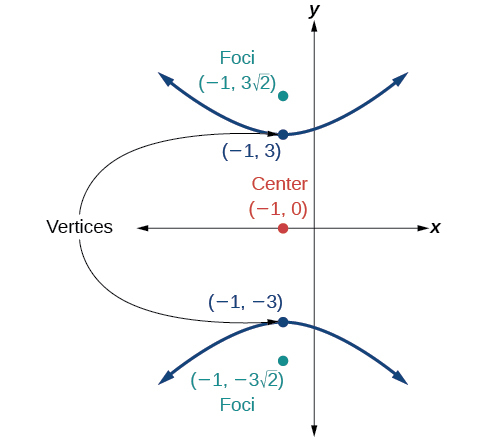 y
Foci
(−1, 3√2)
(−1, 3)
Center
(−1, 0)
Vertices
x
(−1, −3)
(−1, −3√2)
Foci